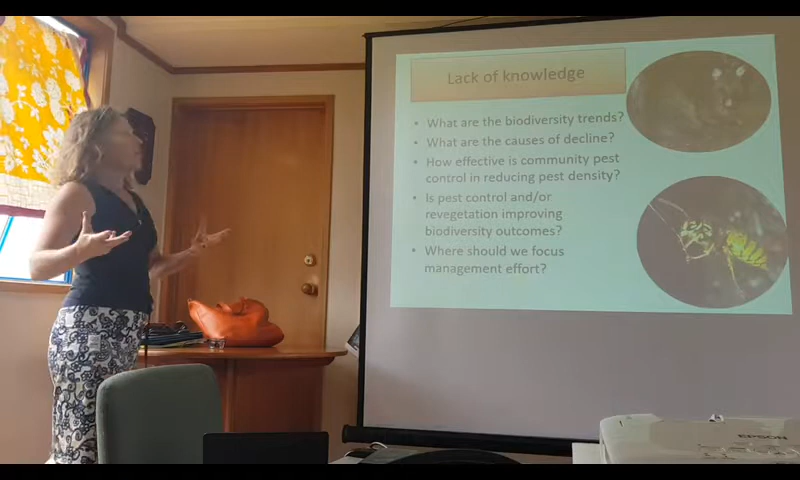 Lack of knowledge
• What are the biodiversity trends?
• What are the causes of decline?
• How effective is community pest
control in reducing pest density?
• Is pest control and/or
revegetation improving
biodiversity outcomes?
• Where should we focus
management effort?
EPSON